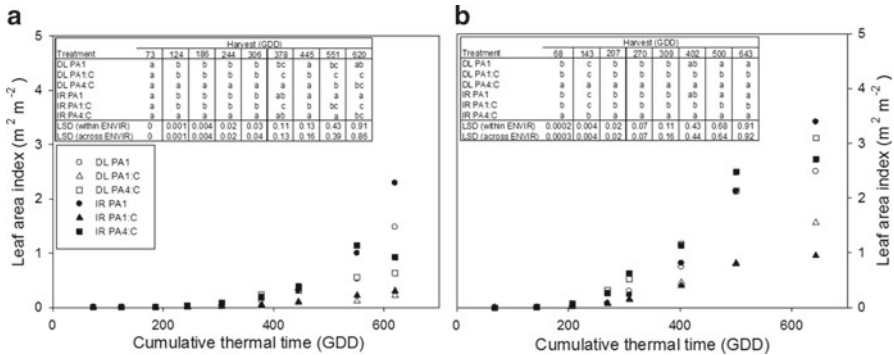 a
Harvest (GDD)
Treatment 73 124 186 244 306 378 445 551 620
DL PA1 a b b b b bc a bc ab
DL PA1:C a b b b b c b c c
DL PA4:C a a a a a a a b bc
IR PA1 a b b b b ab a a a
IR PA1:C a b b b b c b bc c
IR PA4:C a a a a a ab a a bc
LSD (within ENVIR) 0 0.001 0.004 0.02 0.03 0.11 0.13 0.43 0.91
LSD (across ENVIR) 0 0.001 0.004 0.02 0.04 0.13 0.16 0.39 0.86
DL PA1
DL PA1:C
DL PA4:C
IR PA1
IR PA1:C
IR PA4:C
Leaf area index (m² m⁻²)
5
4
3
2
1
0
0 200 400 600
Cumulative thermal time (GDD)
b
Harvest (GDD)
Treatment 68 143 207 270 309 402 500 643
DL PA1 b c b b b ab a a
DL PA1:C b b b b b b b b
DL PA4:C a a a a a a a a
IR PA1 b c b b b ab a a
IR PA1:C b b b b b b b b
IR PA4:C a a a a a a a a
LSD (within ENVIR) 0.0002 0.004 0.02 0.07 0.11 0.43 0.68 0.91
LSD (across ENVIR) 0.0003 0.004 0.02 0.07 0.16 0.44 0.64 0.92
5
4
3
2
1
0
Leaf area index (m² m⁻²)
0 200 400 600
Cumulative thermal time (GDD)